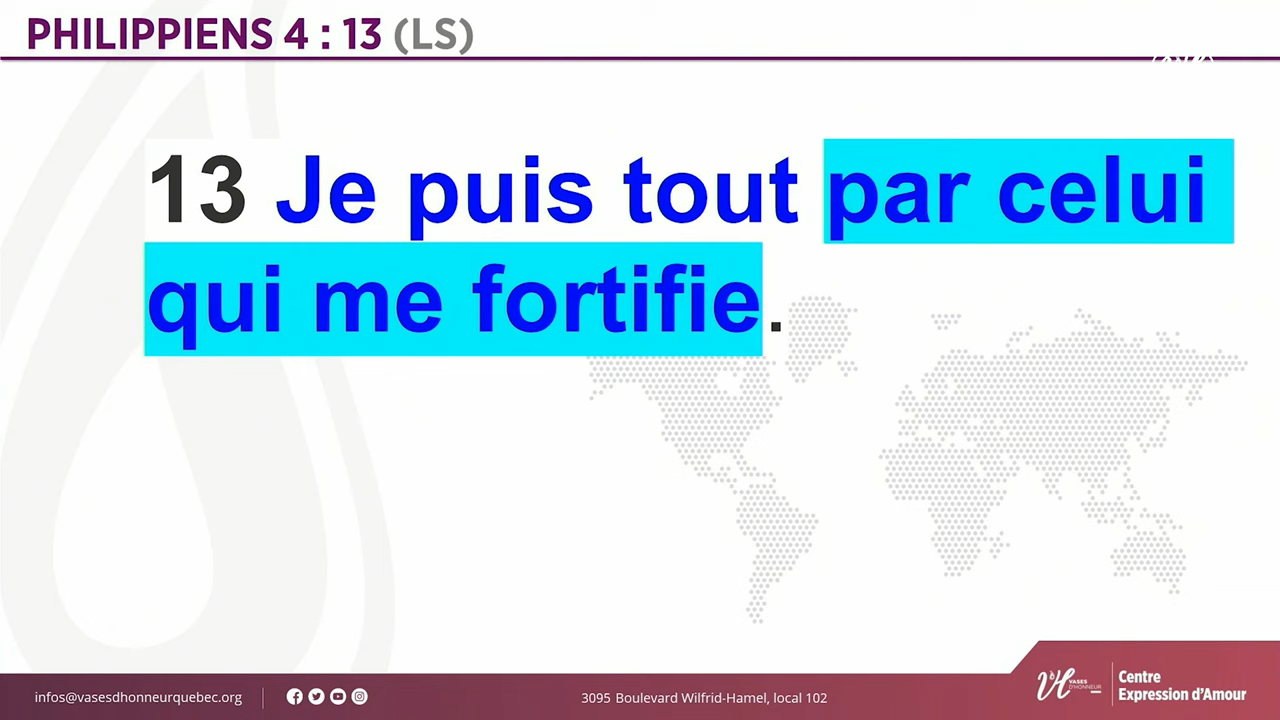 PHILIPPIENS 4 : 13 (LS)
13 Je puis tout par celui
qui me fortifie.
infos@vasesdhonneurquebec.org
3095 Boulevard Wilfrid-Hamel, local 102
VASES
D'HONNEUR
Centre
Expression d'Amour